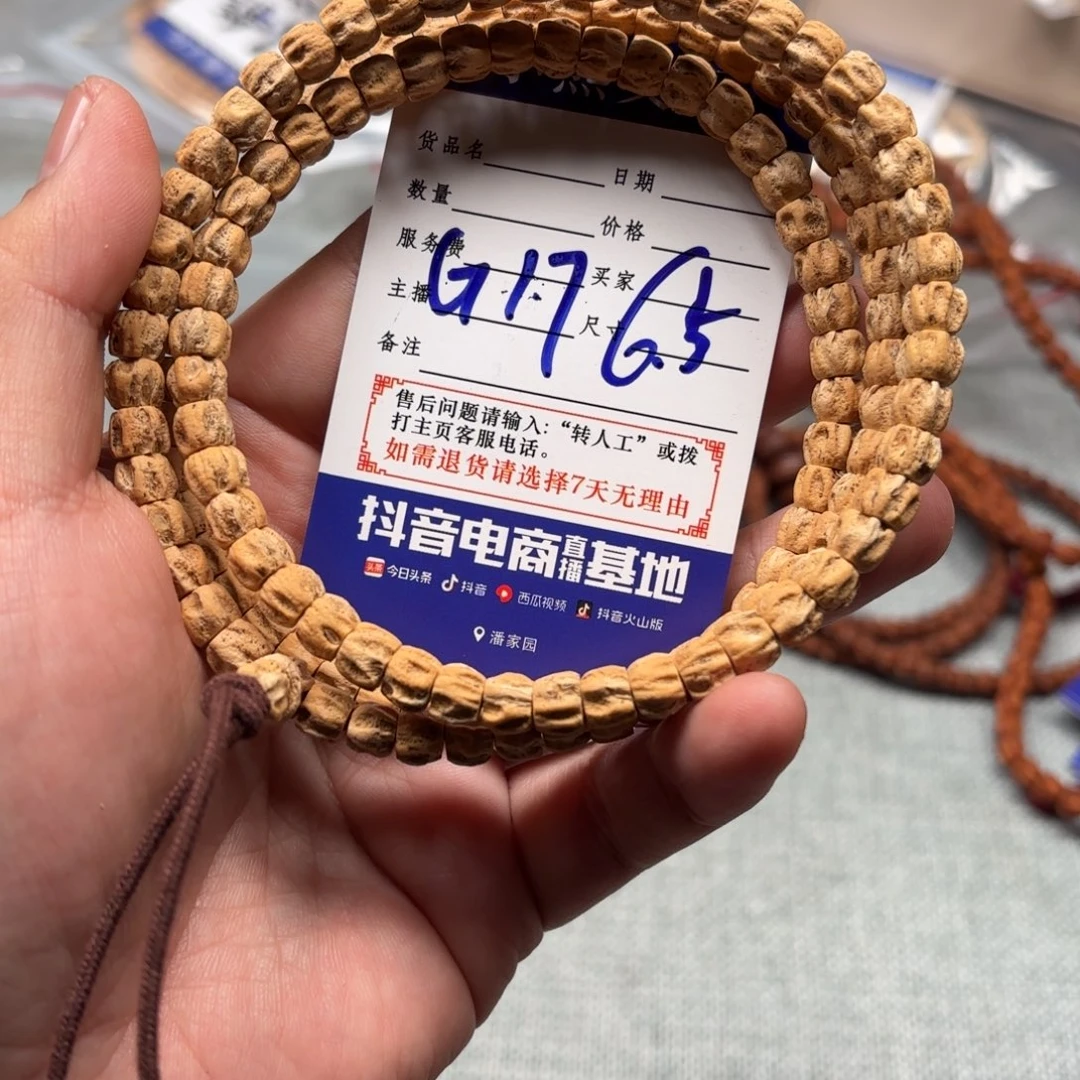 货品名 日期
数量 价格
服务费 买家
主播 尺寸
G17 6.5
备注
售后问题请输入：“转人工”或拨
打主页客服电话。
如需退货请选择7天无理由
抖音电商直播基地
今日头条 抖音 西瓜视频 抖音火山版
潘家园